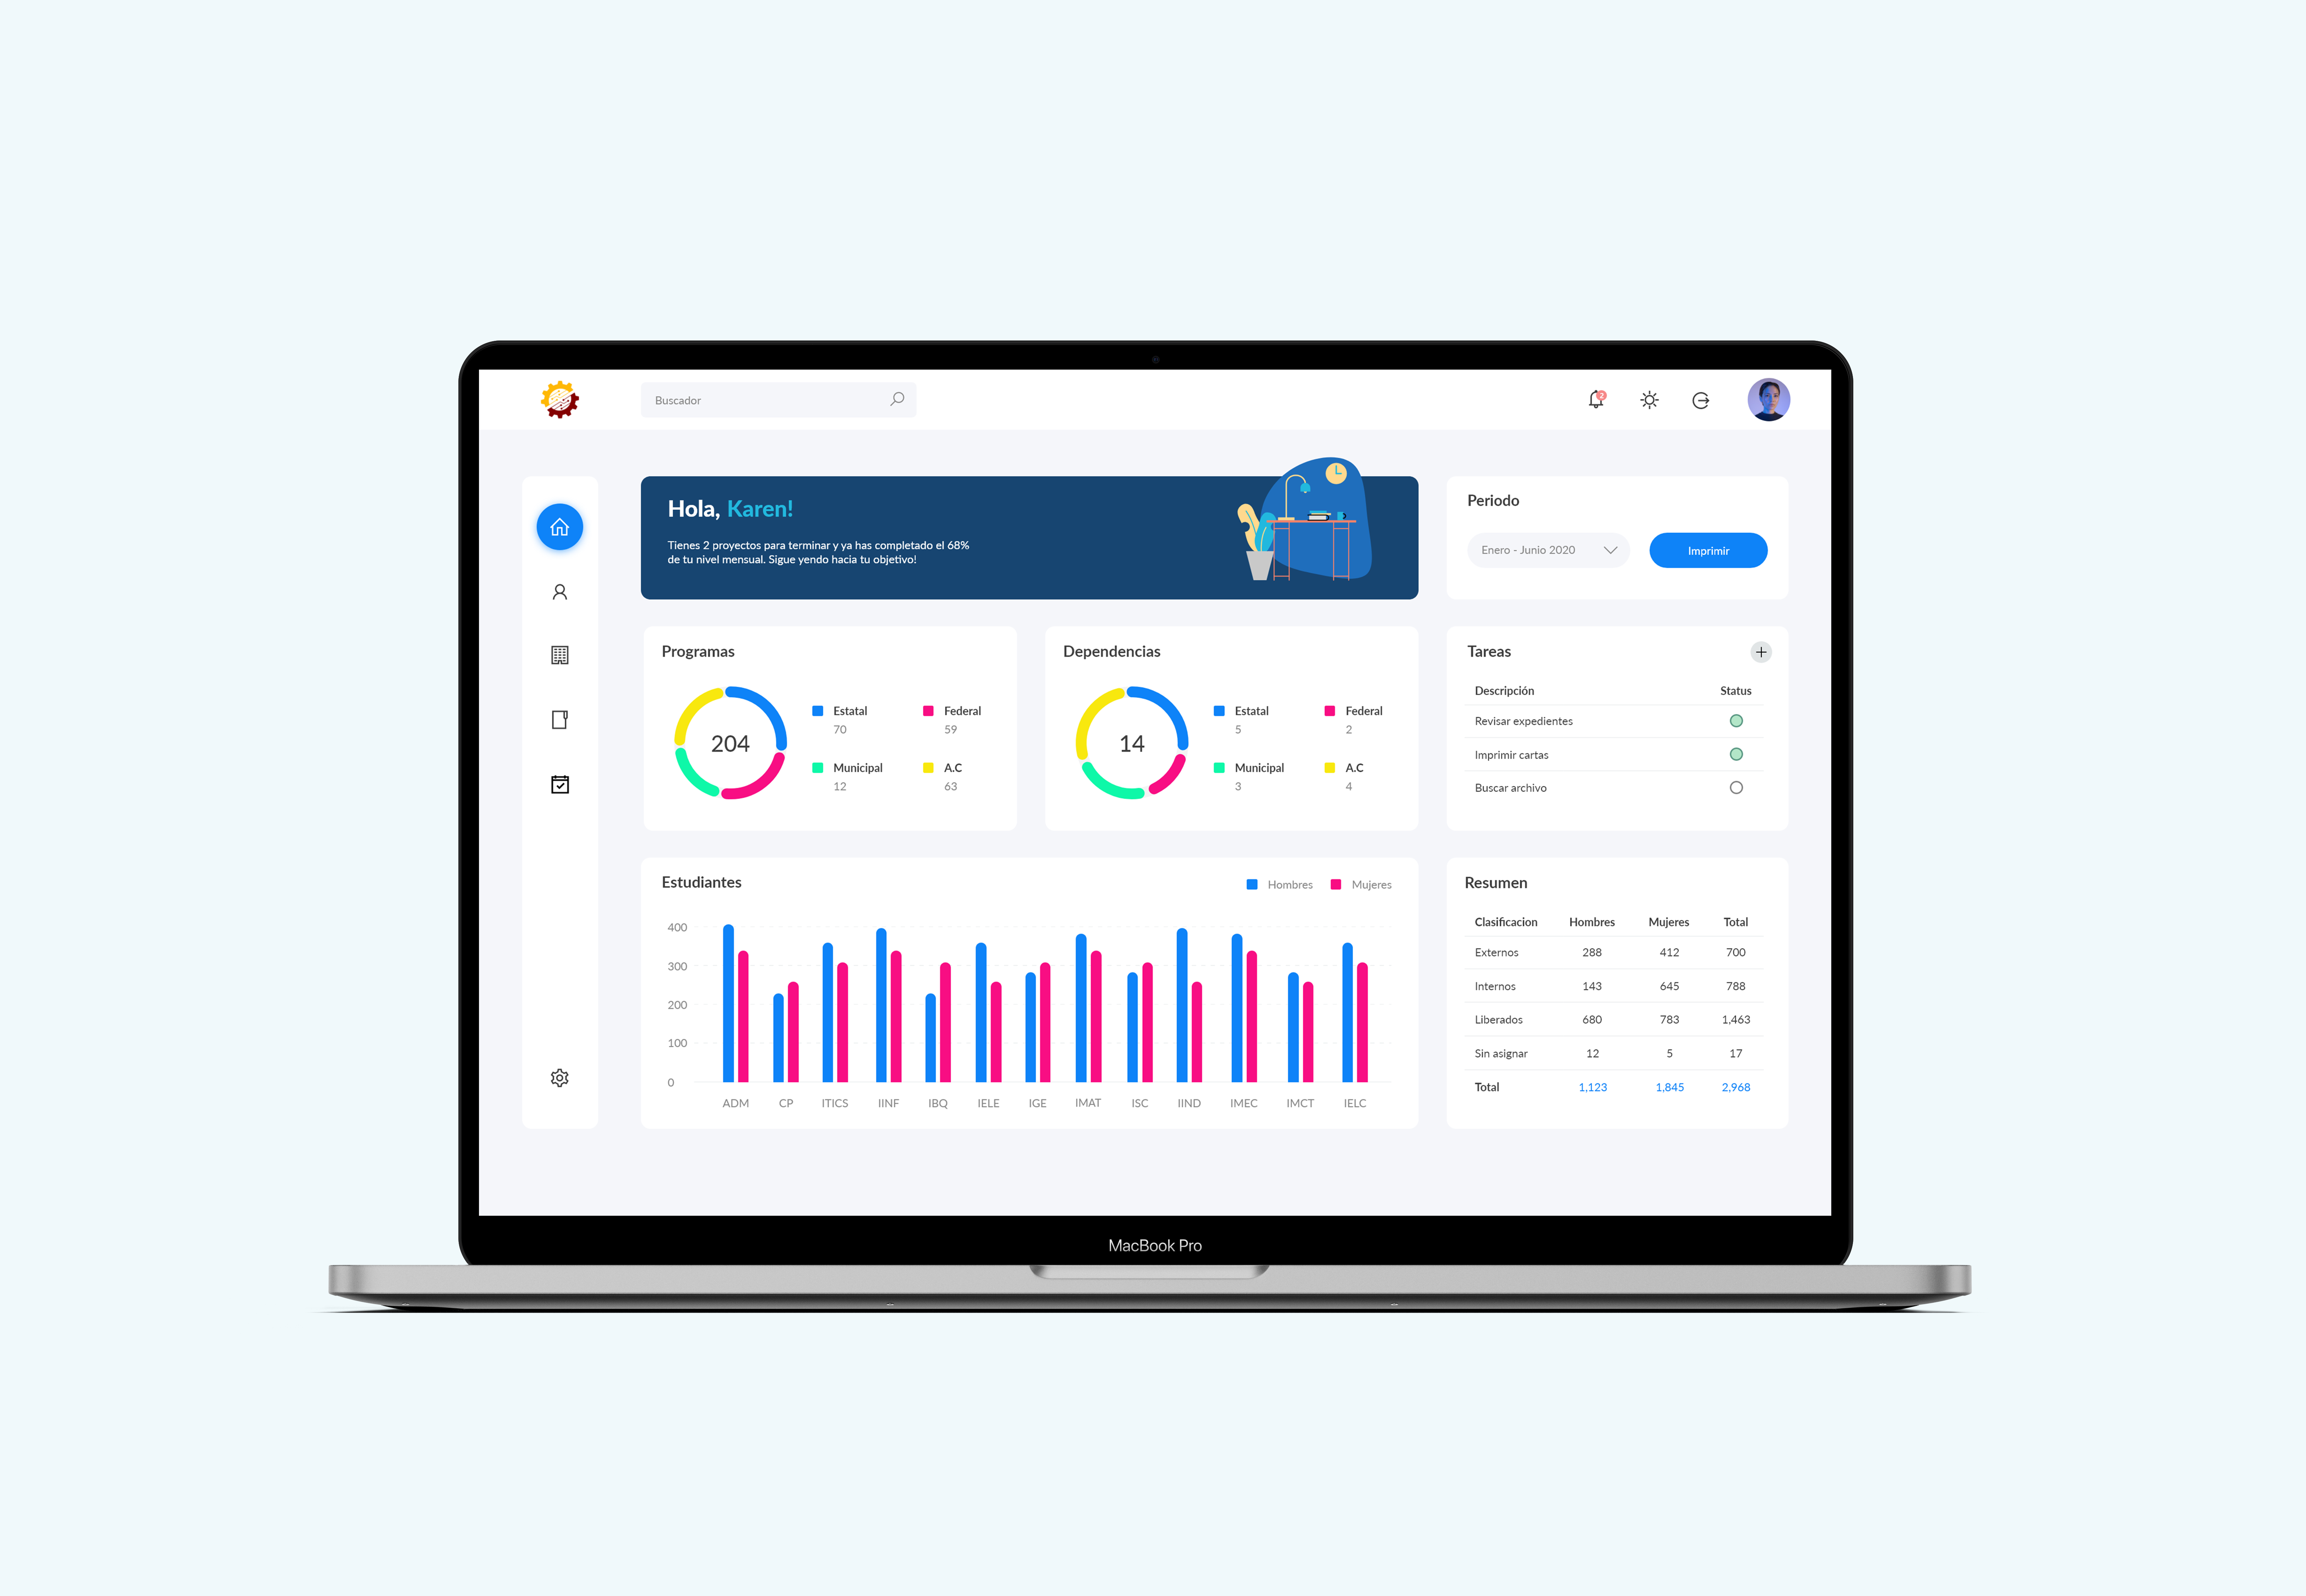 Buscador
2
Hola, Karen!
Tienes 2 proyectos para terminar y ya has completado el 68%
de tu nivel mensual. Sigue yendo hacia tu objetivo!
Periodo
Enero - Junio 2020
Imprimir
Programas
204
Estatal
70
Federal
59
Municipal
12
A.C
63
Dependencias
14
Estatal
5
Federal
2
Municipal
3
A.C
4
Tareas
Descripción Status
Revisar expedientes
Imprimir cartas
Buscar archivo
Estudiantes
Hombres Mujeres
400
300
200
100
0
ADM CP ITICS IINF IBQ IELE IGE IMAT ISC IIND IMEC IMCT IELC
Resumen
Clasificacion Hombres Mujeres Total
Externos 288 412 700
Internos 143 645 788
Liberados 680 783 1,463
Sin asignar 12 5 17
Total 1,123 1,845 2,968
MacBook Pro